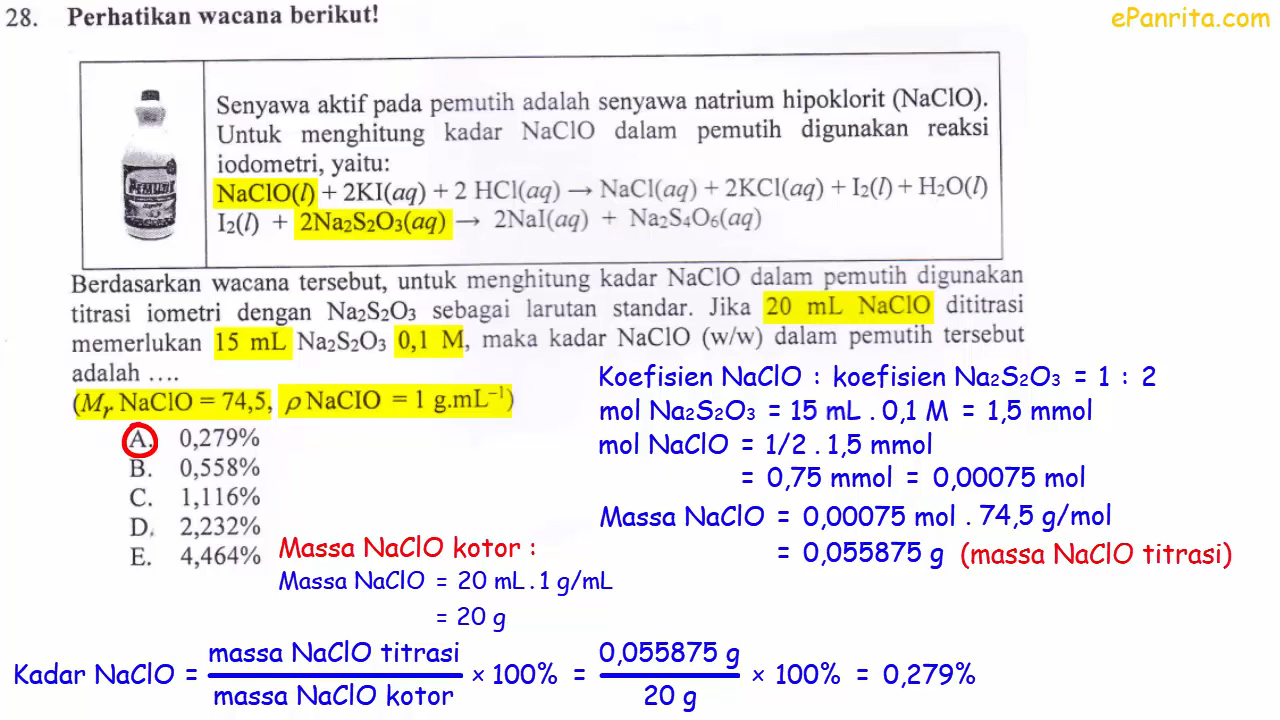 28. Perhatikan wacana berikut!
ePanrita.com
PEMUTIH
Senyawa aktif pada pemutih adalah senyawa natrium hipoklorit (NaClO).
Untuk menghitung kadar NaClO dalam pemutih digunakan reaksi
iodometri, yaitu:
NaClO(l) + 2KI(aq) + 2 HCl(aq) → NaCl(aq) + 2KCl(aq) + I₂(l) + H₂O(l)
I₂(l) + 2Na₂S₂O₃(aq) → 2NaI(aq) + Na₂S₄O₆(aq)
Berdasarkan wacana tersebut, untuk menghitung kadar NaClO dalam pemutih digunakan
titrasi iometri dengan Na₂S₂O₃ sebagai larutan standar. Jika 20 mL NaClO dititrasi
memerlukan 15 mL Na₂S₂O₃ 0,1 M, maka kadar NaClO (w/w) dalam pemutih tersebut
adalah ….
(Mᵣ NaClO = 74,5, ρ NaClO = 1 g.mL⁻¹)
A. 0,279%
B. 0,558%
C. 1,116%
D. 2,232%
E. 4,464%
Koefisien NaClO : koefisien Na₂S₂O₃ = 1 : 2
mol Na₂S₂O₃ = 15 mL . 0,1 M = 1,5 mmol
mol NaClO = 1/2 . 1,5 mmol
= 0,75 mmol = 0,00075 mol
Massa NaClO = 0,00075 mol . 74,5 g/mol
= 0,055875 g (massa NaClO titrasi)
Massa NaClO kotor :
Massa NaClO = 20 mL . 1 g/mL
= 20 g
Kadar NaClO = massa NaClO titrasi / massa NaClO kotor × 100% = 0,055875 g / 20 g × 100% = 0,279%